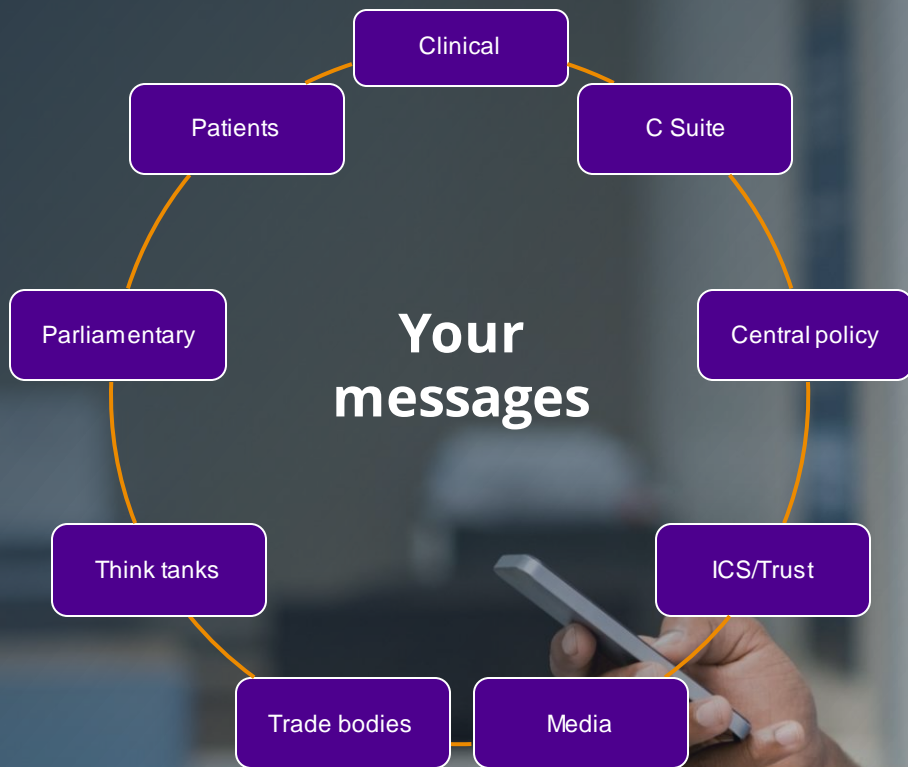 Clinical
Patients
C Suite
Parliamentary
Your
messages
Central policy
Think tanks
ICS/Trust
Trade bodies
Media